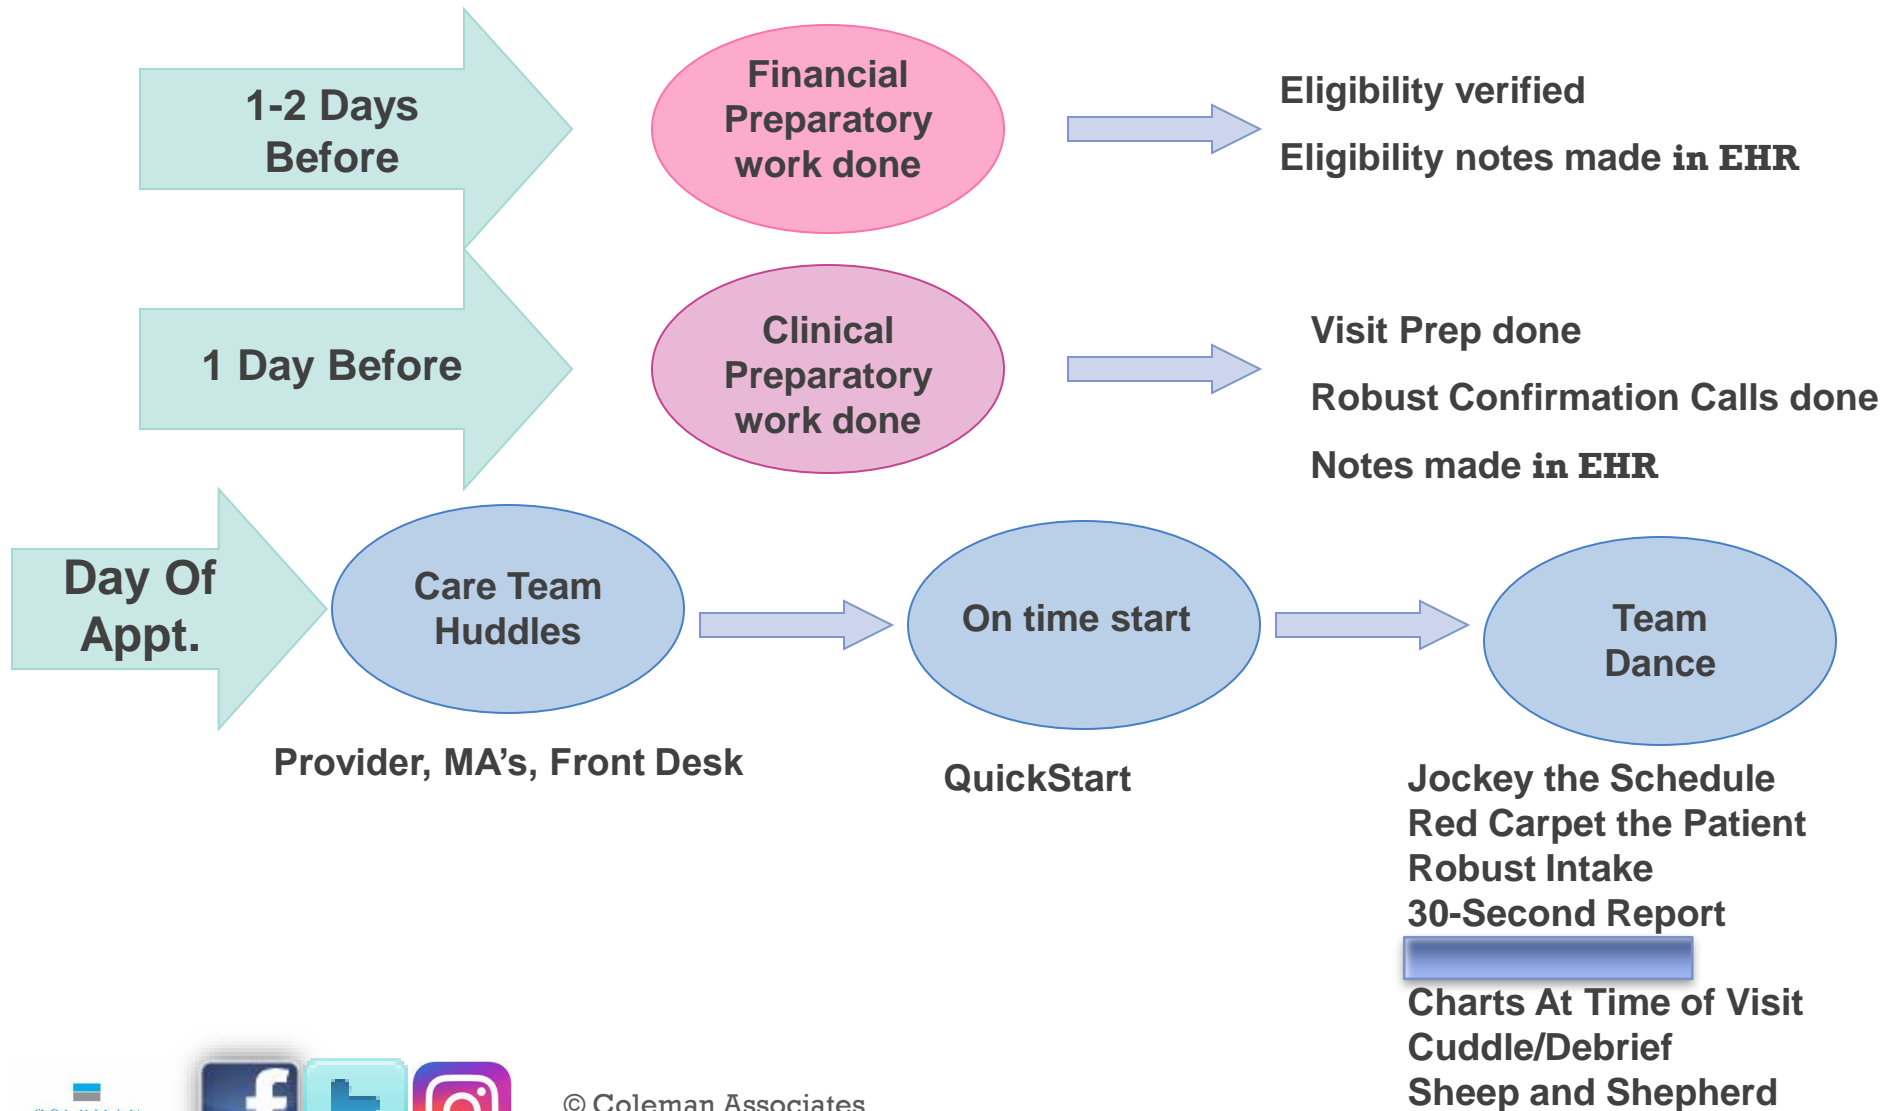 1-2 Days
Before
Financial
Preparatory
work done
Eligibility verified
Eligibility notes made in EHR
1 Day Before
Clinical
Preparatory
work done
Visit Prep done
Robust Confirmation Calls done
Notes made in EHR
Day Of
Appt.
Care Team
Huddles
On time start
Team
Dance
Provider, MA's, Front Desk
QuickStart
Jockey the Schedule
Red Carpet the Patient
Robust Intake
30-Second Report
Charts At Time of Visit
Cuddle/Debrief
Sheep and Shepherd
© Coleman Associates